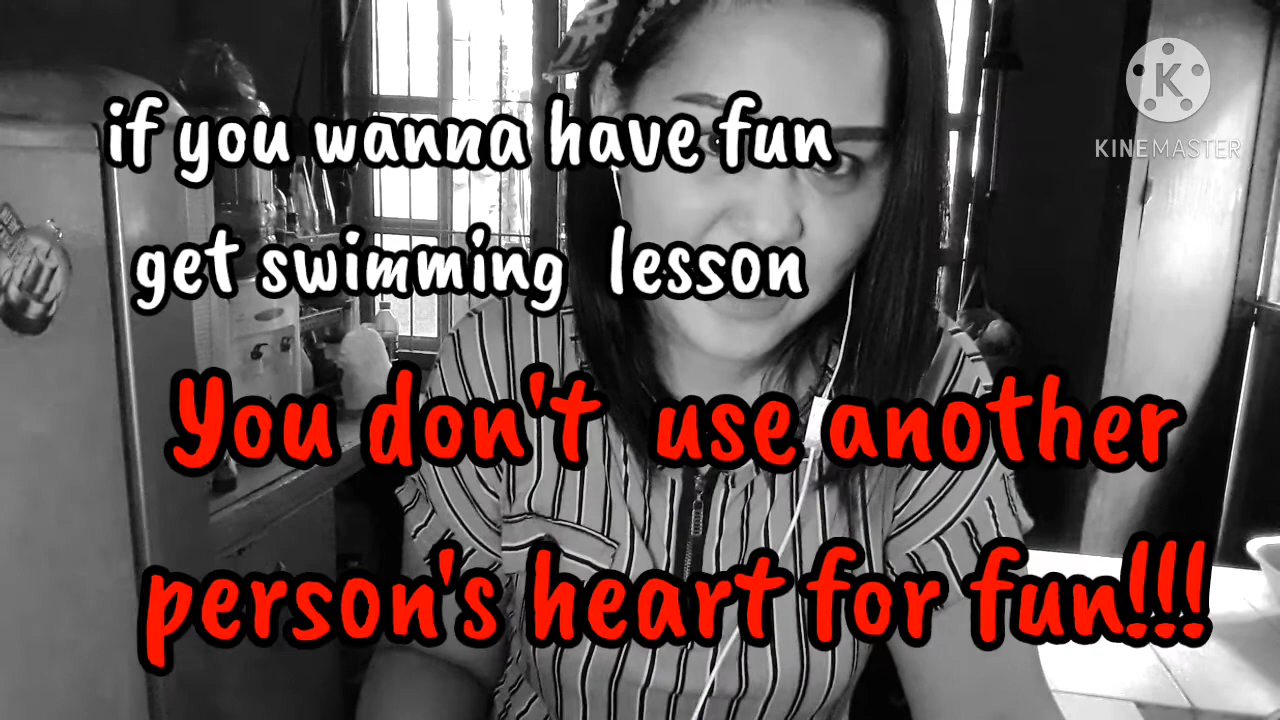 if you wanna have fun
get swimming lesson
You don't use another
person's heart for fun!!!
K
KINEMASTER